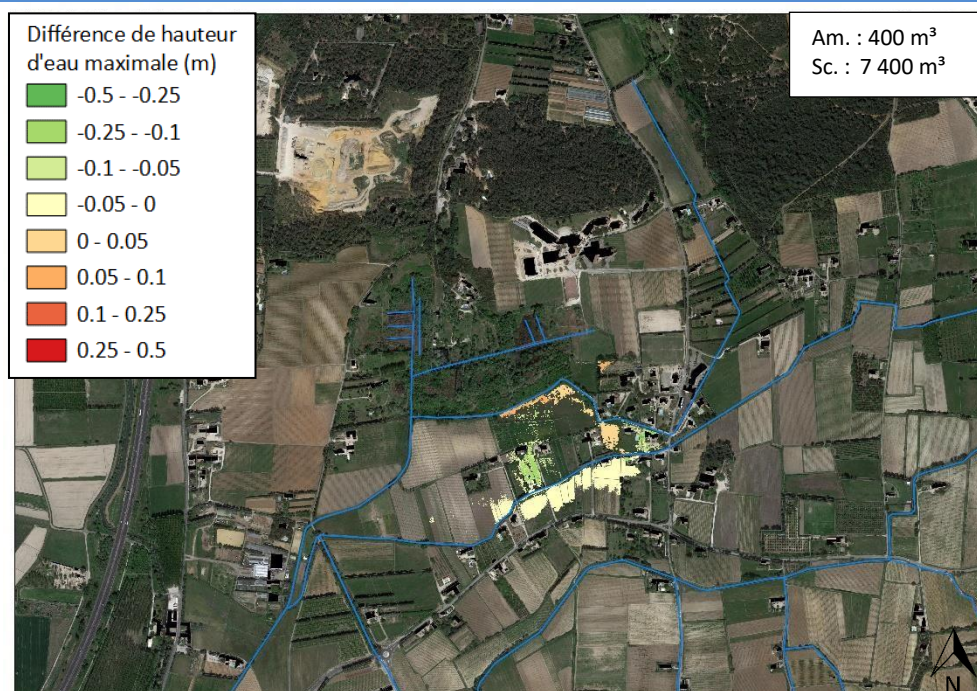 Différence de hauteur
d'eau maximale (m)
-0.5 - -0.25
-0.25 - -0.1
-0.1 - -0.05
-0.05 - 0
0 - 0.05
0.05 - 0.1
0.1 - 0.25
0.25 - 0.5
Am. : 400 m³
Sc. : 7 400 m³
N